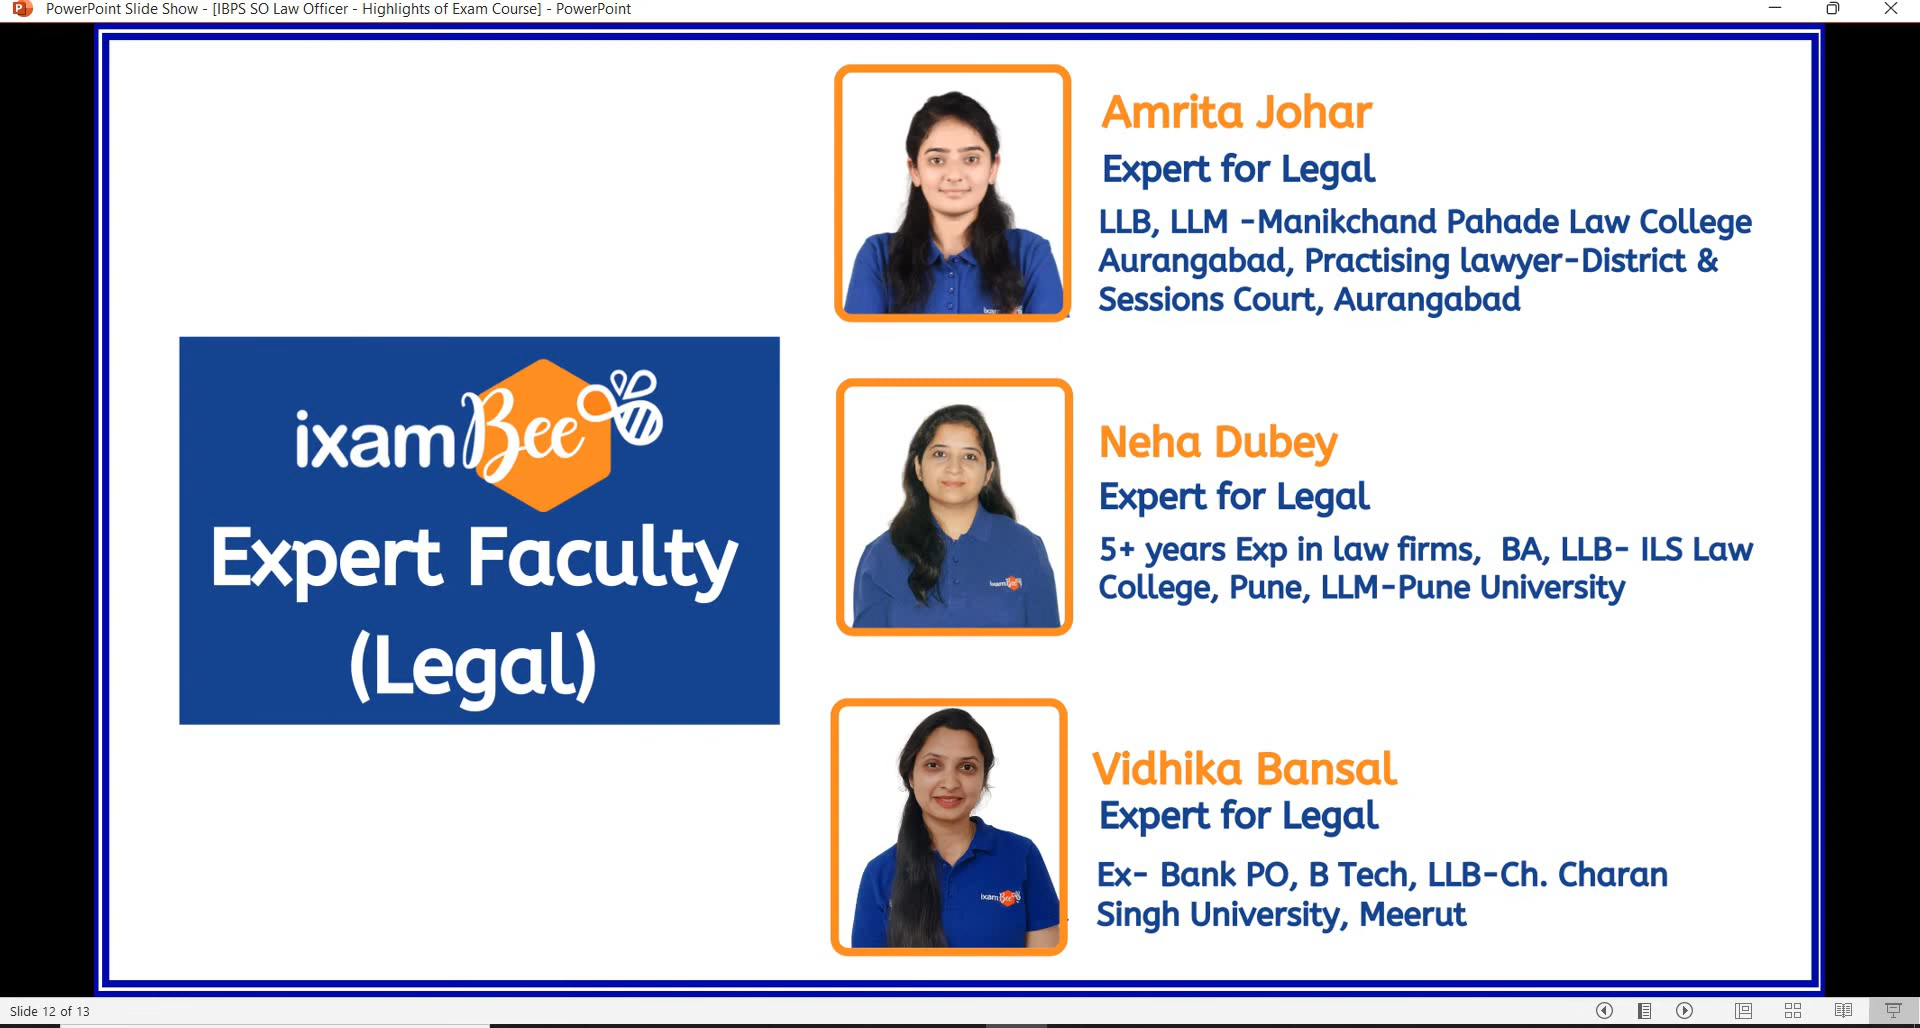 PowerPoint Slide Show - [IBPS SO Law Officer - Highlights of Exam Course] - PowerPoint
ixamBee
Expert Faculty
(Legal)
Amrita Johar
Expert for Legal
LLB, LLM -Manikchand Pahade Law College
Aurangabad, Practising lawyer-District &
Sessions Court, Aurangabad
Neha Dubey
Expert for Legal
5+ years Exp in law firms, BA, LLB- ILS Law
College, Pune, LLM-Pune University
ixamBee
Vidhika Bansal
Expert for Legal
Ex- Bank PO, B Tech, LLB-Ch. Charan
Singh University, Meerut
ixamBee
Slide 12 of 13